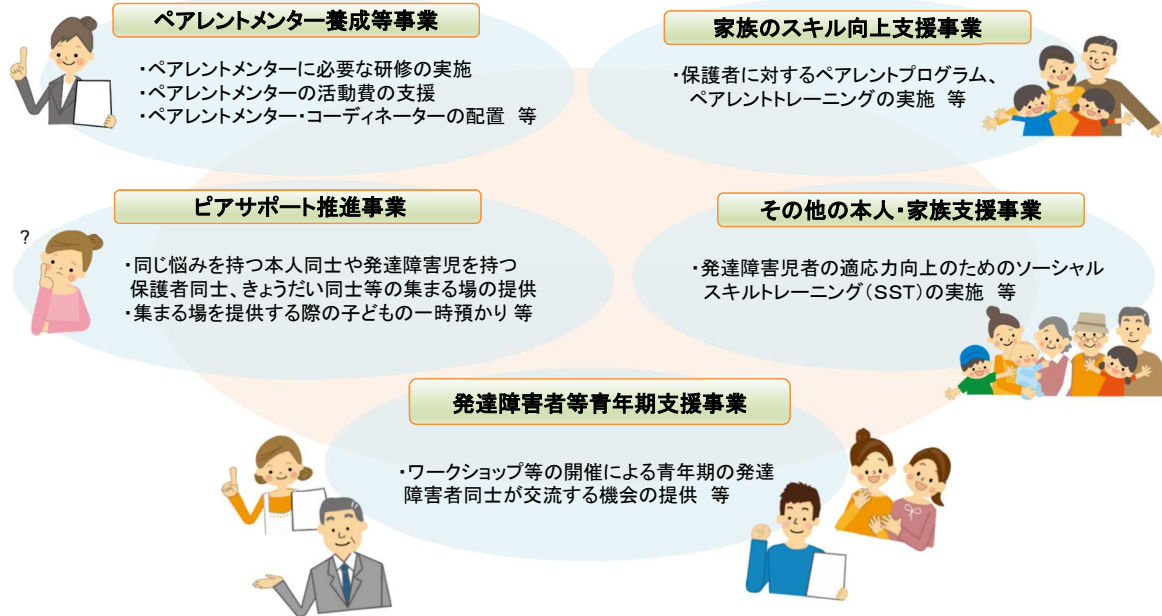 ペアレントメンター養成等事業
・ペアレントメンターに必要な研修の実施
・ペアレントメンターの活動費の支援
・ペアレントメンター・コーディネーターの配置 等
家族のスキル向上支援事業
・保護者に対するペアレントプログラム、
ペアレントトレーニングの実施 等
ピアサポート推進事業
?
・同じ悩みを持つ本人同士や発達障害児を持つ
保護者同士、きょうだい同士等の集まる場の提供
・集まる場を提供する際の子どもの一時預かり 等
その他の本人・家族支援事業
・発達障害児者の適応力向上のためのソーシャル
スキルトレーニング(SST)の実施 等
発達障害者等青年期支援事業
・ワークショップ等の開催による青年期の発達
障害者同士が交流する機会の提供 等